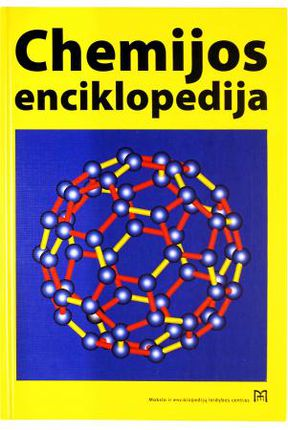 Chemijos
enciklopedija
Mokslo ir enciklopedijų leidybos centras